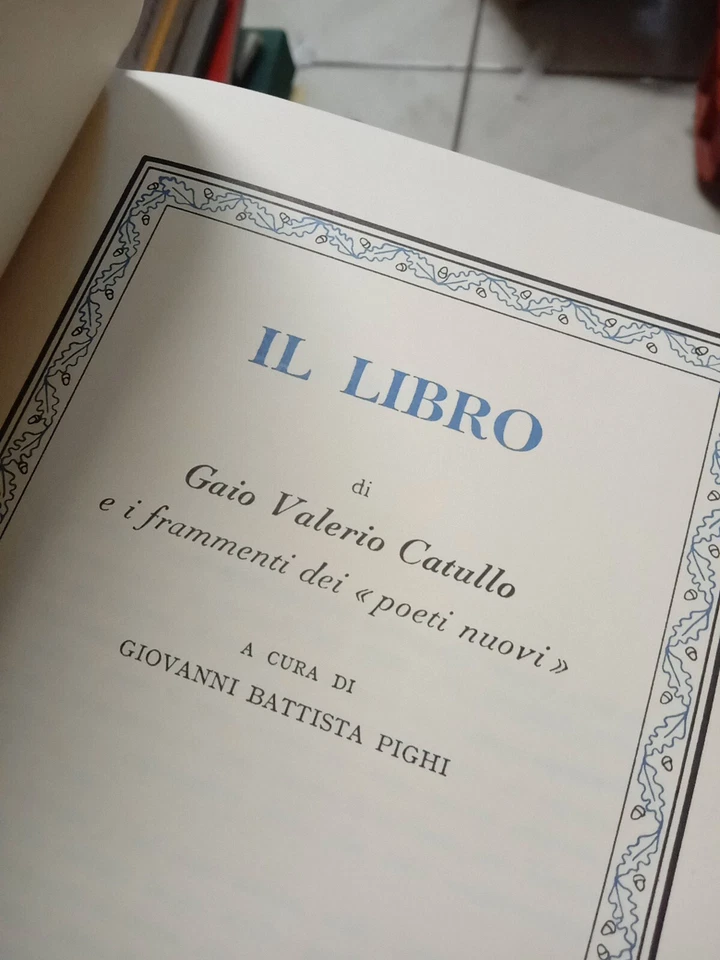 IL LIBRO
di
Gaio Valerio Catullo
e i frammenti dei « poeti nuovi »
A CURA DI
GIOVANNI BATTISTA PIGHI